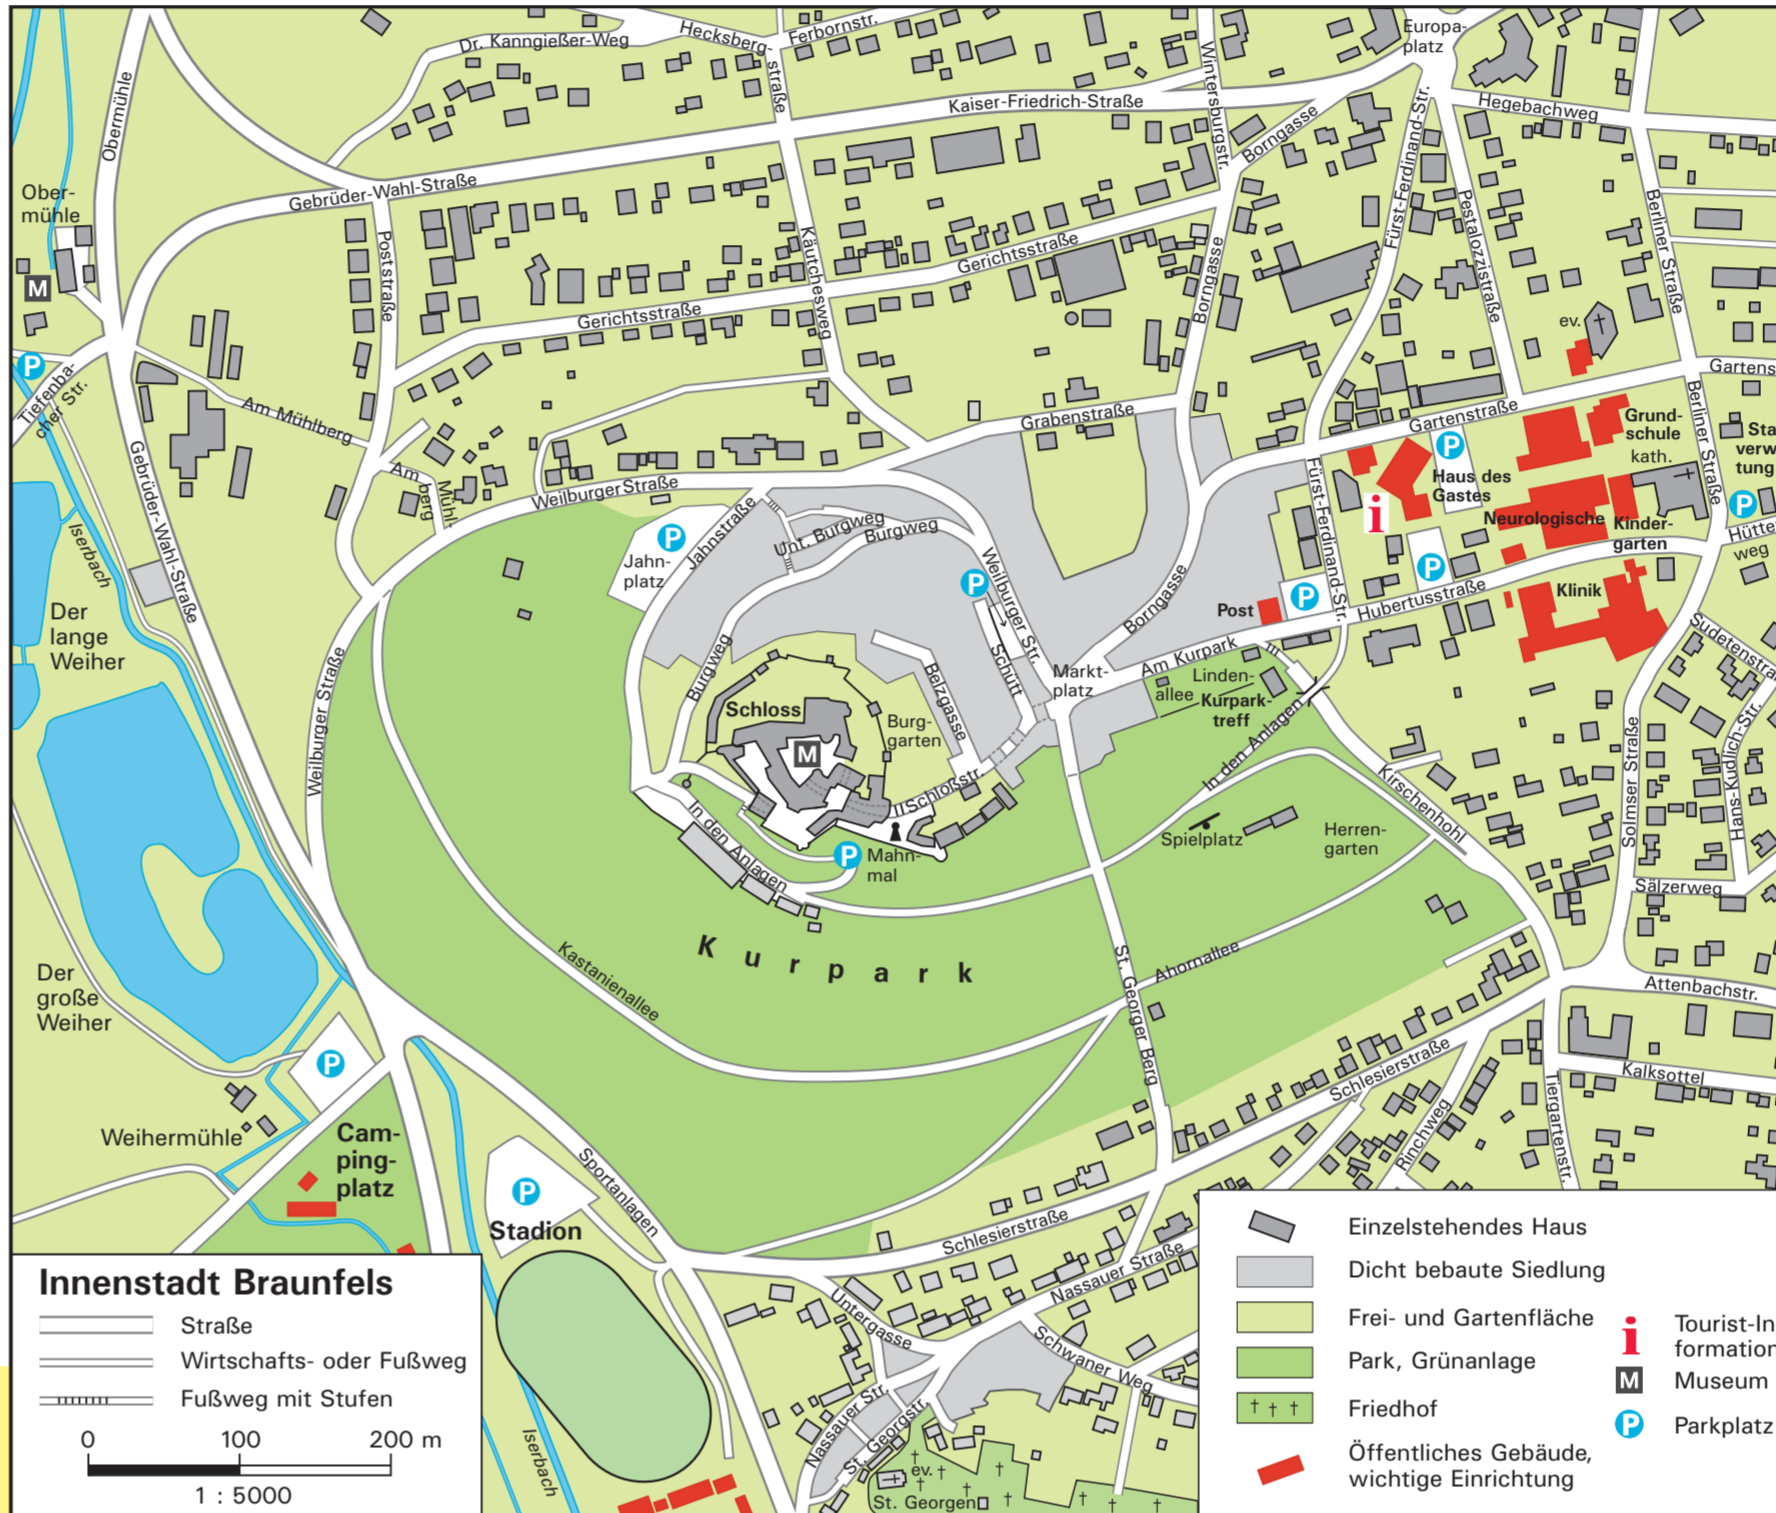 Europa-
platz
Dr. Kanngießer-Weg
Hecksberg-
straße
Ferbornstr.
Wintersburgstr.
Kaiser-Friedrich-Straße
Hegebachweg
Borngasse
Obermühle
Ober-
mühle
M
Gebrüder-Wahl-Straße
Poststraße
Käutchesweg
Gerichtsstraße
Gerichtsstraße
Borngasse
Fürst-Ferdinand-Str.
Pestalozzistraße
Berliner Straße
ev.
P
Tiefenba-
cher Str.
Am Mühlberg
Am
Mühl-
berg
Gebrüder-Wahl-Straße
Weilburger Straße
Grabenstraße
Gartenstraße
Gartens
Berliner Straße
Grund-
schule
kath.
Sta
verw
tung
P
P
Haus des
Gastes
i
Neurologische
Kinder-
garten
Hütte
weg
Klinik
P
Hubertusstraße
Fürst-Ferdinand-Str.
Post
P
P
Jahn-
platz
Jahnstraße
Unt. Burgweg
Burgweg
P
Weilburger Str.
Schütt
Borngasse
Iserbach
Der
lange
Weiher
Weilburger Straße
Burgweg
Belzgasse
Markt-
platz
Am Kurpark
Linden-
allee
Kurpark-
treff
Schloss
M
Burg-
garten
Schloßstr.
In den Anlagen
In den Anlagen
P
Mahn-
mal
Kirschenhohl
Spielplatz
Herren-
garten
Sudetenstra
Solmser Straße
Hans-Kudlich-Str.
Sälzerweg
Kurpark
Kastanienallee
Ahornallee
St. Georger Berg
Attenbachstr.
Kalksottel
Schlesierstraße
Rinchweg
Tiergartenstr.
Der
große
Weiher
P
Weihermühle
Cam-
ping-
platz
P
Stadion
Sportanlagen
Schlesierstraße
Nassauer Straße
Untergasse
Schwaner Weg
Nassauer Str.
St. Georgstr.
ev.
St. Georgen
Iserbach
Innenstadt Braunfels
Straße
Wirtschafts- oder Fußweg
Fußweg mit Stufen
0 100 200 m
1 : 5000
Einzelstehendes Haus
Dicht bebaute Siedlung
Frei- und Gartenfläche
Park, Grünanlage
Friedhof
Öffentliches Gebäude,
wichtige Einrichtung
i Tourist-In
formation
M Museum
P Parkplatz